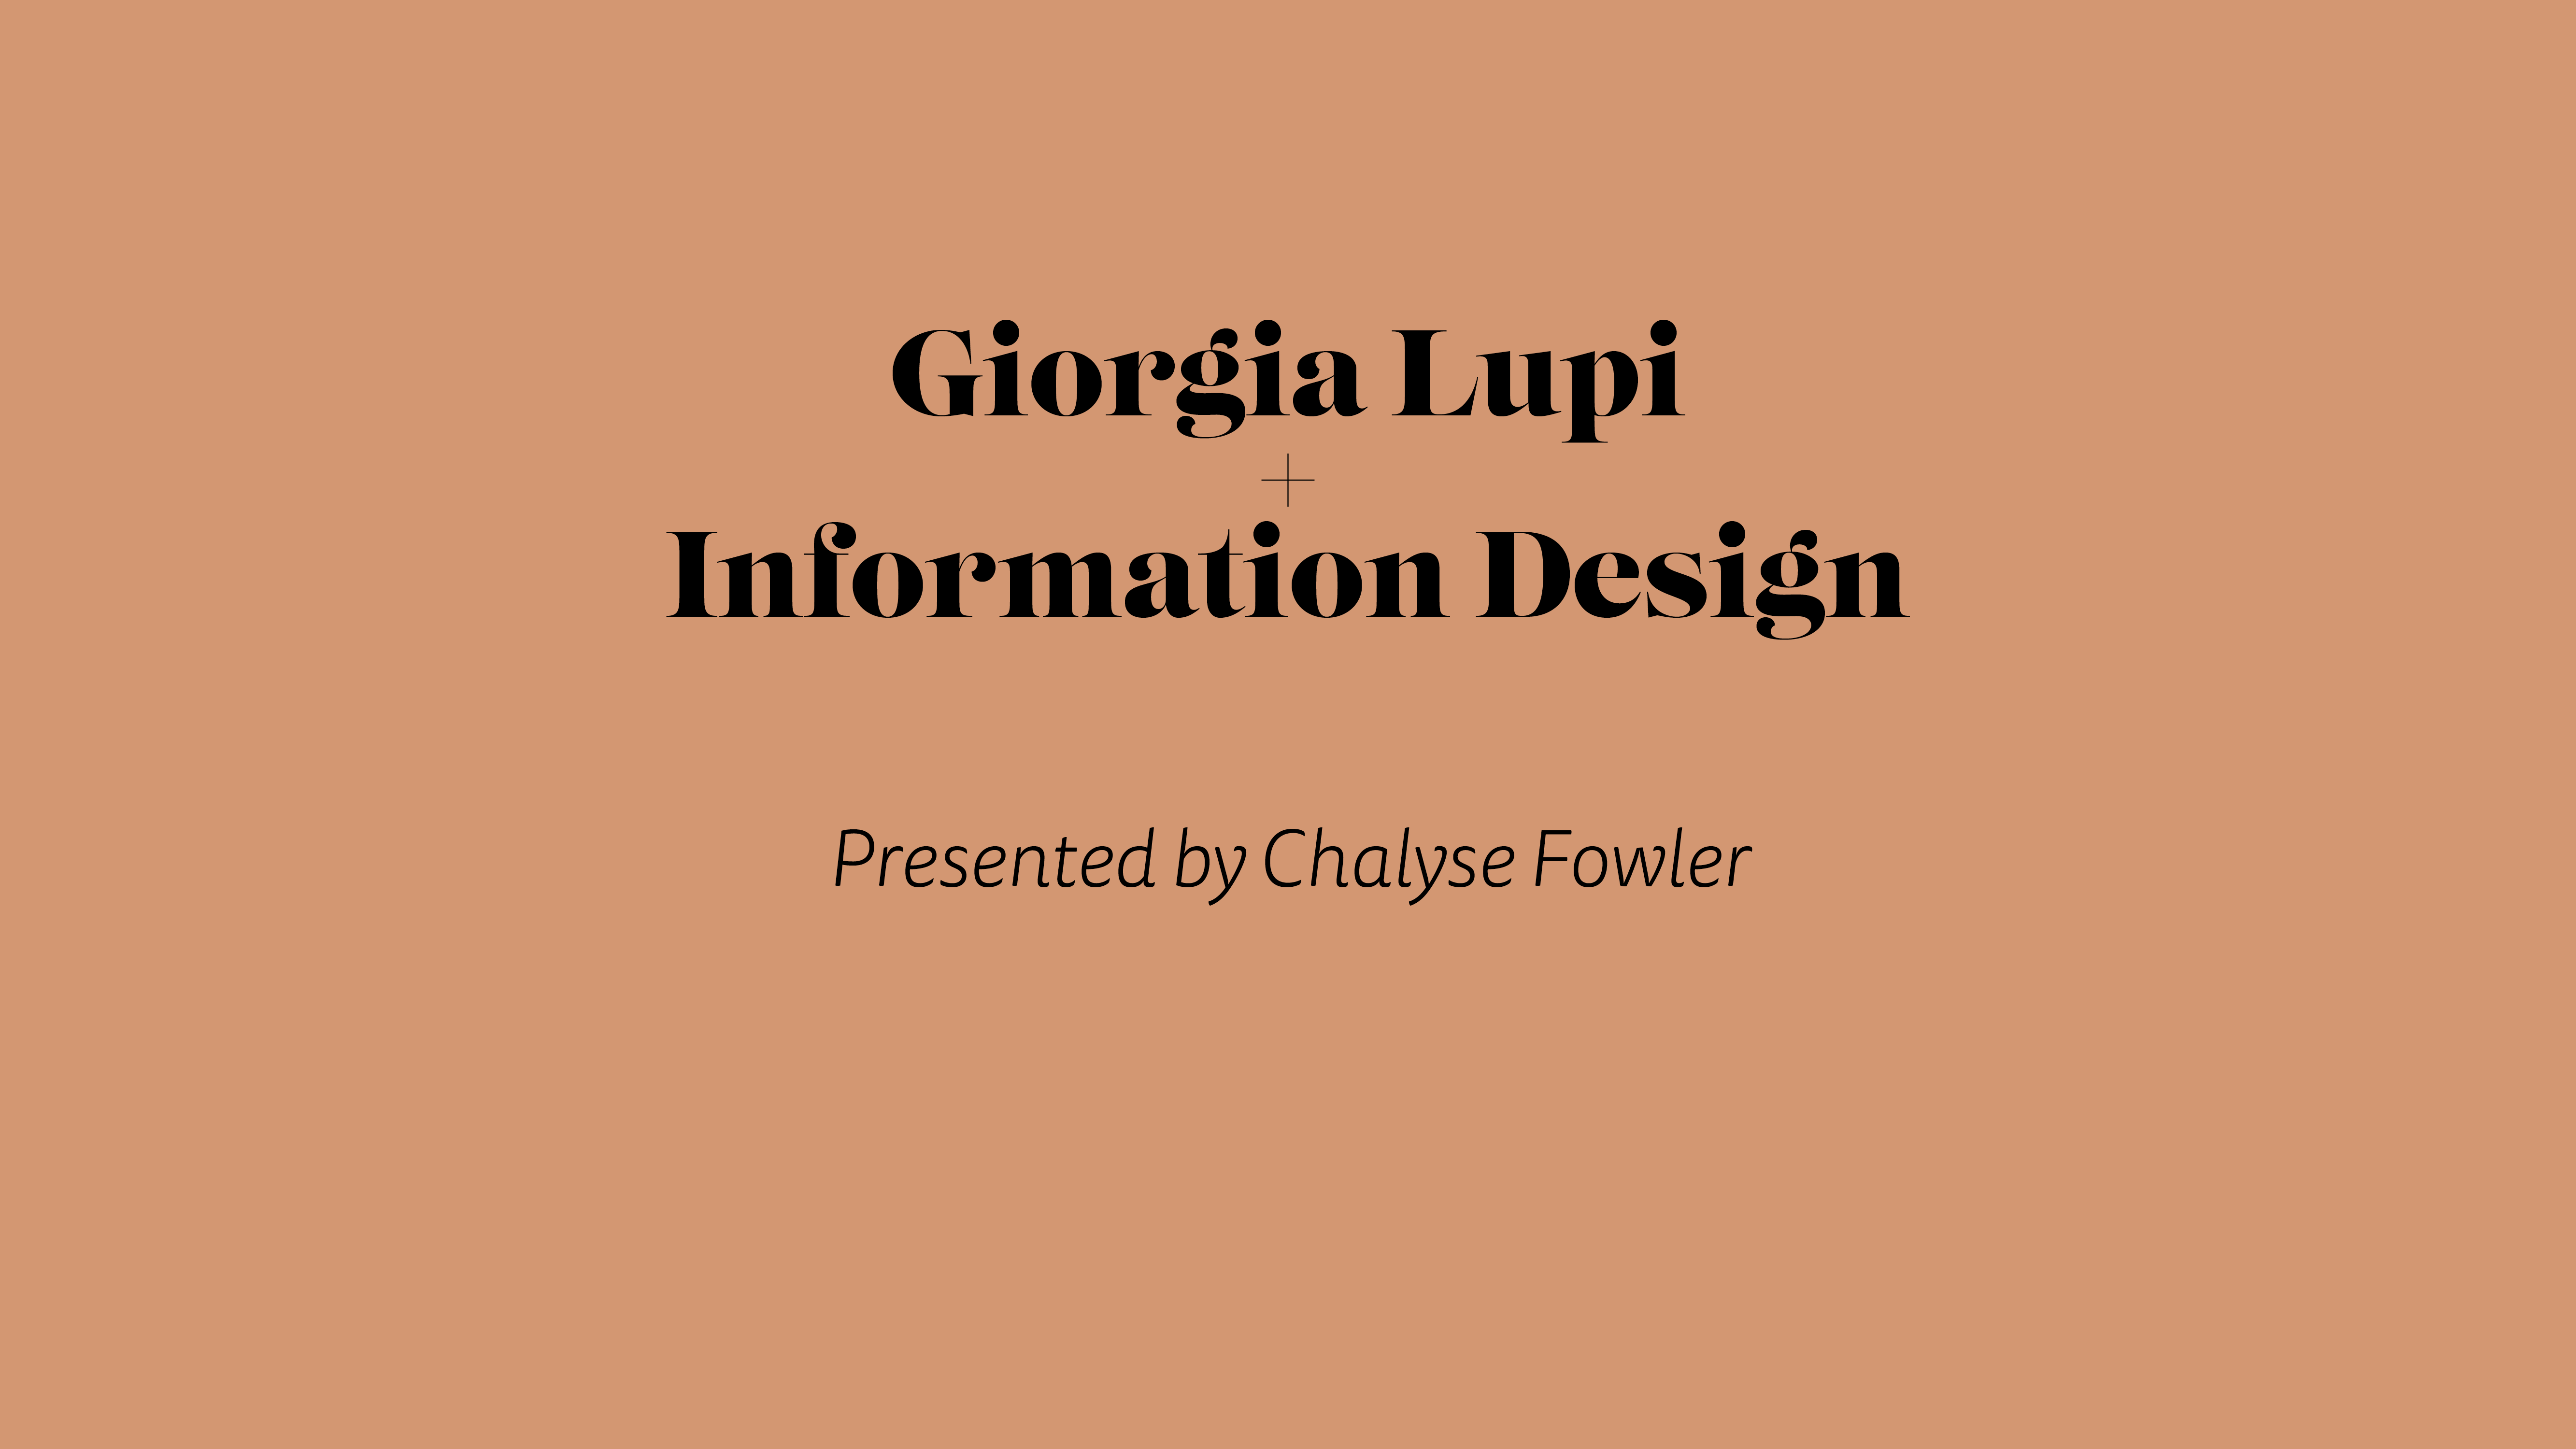 Giorgia Lupi
+
Information Design
Presented by Chalyse Fowler